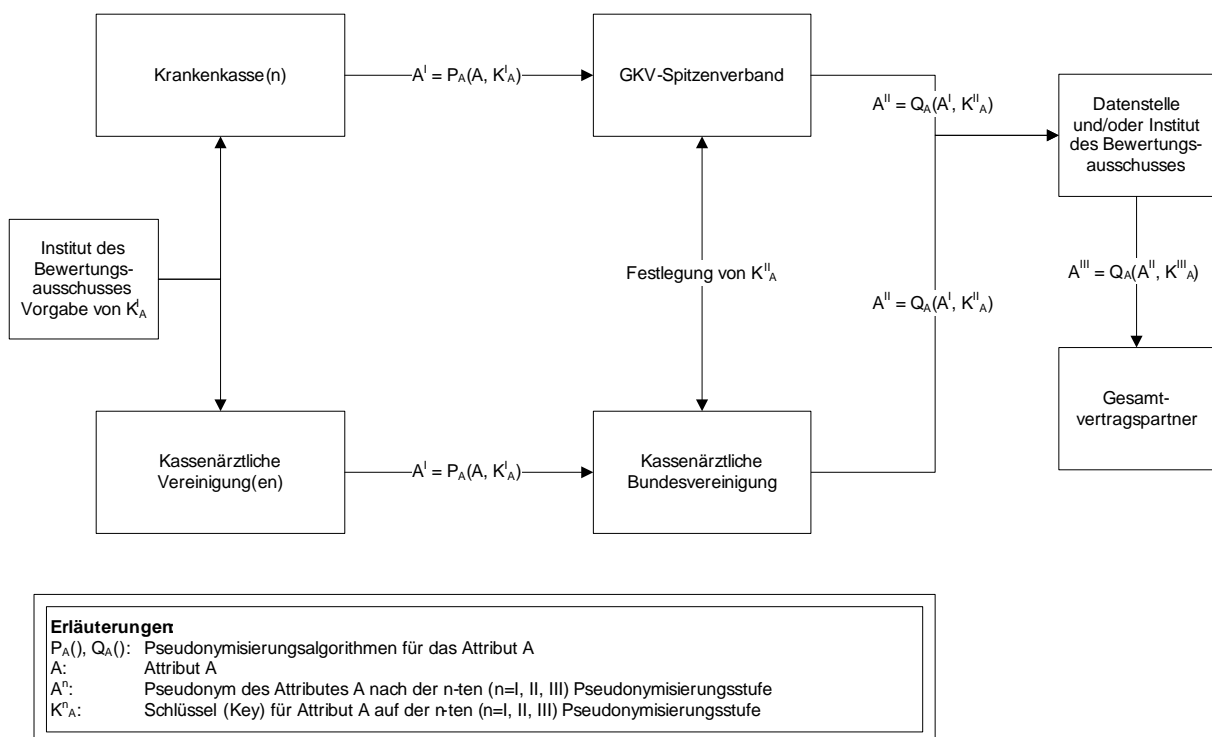 Krankenkasse(n)
A^I = P_A(A, K^I_A)
GKV-Spitzenverband
A^II = Q_A(A^I, K^II_A)
Datenstelle
und/oder Institut
des Bewertungs-
ausschusses
Institut des
Bewertungs-
ausschusses
Vorgabe von K^I_A
Festlegung von K^II_A
A^III = Q_A(A^II, K^III_A)
A^II = Q_A(A^I, K^II_A)
Gesamt-
vertragspartner
Kassenärztliche
Vereinigung(en)
A^I = P_A(A, K^I_A)
Kassenärztliche
Bundesvereinigung
Erläuterungen:
P_A(), Q_A(): Pseudonymisierungsalgorithmen für das Attribut A
A: Attribut A
A^n: Pseudonym des Attributes A nach der n-ten (n=I, II, III) Pseudonymisierungsstufe
K^n_A: Schlüssel (Key) für Attribut A auf der n-ten (n=I, II, III) Pseudonymisierungsstufe